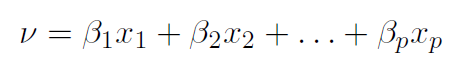 ν = β₁x₁ + β₂x₂ + … + βₚxₚ